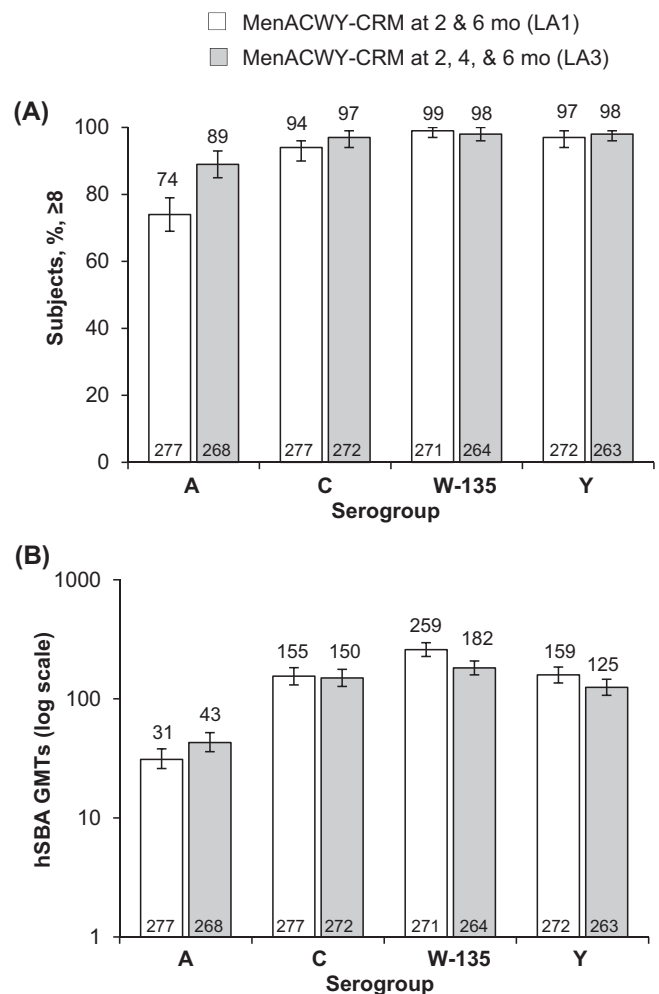 MenACWY-CRM at 2 & 6 mo (LA1)
MenACWY-CRM at 2, 4, & 6 mo (LA3)
(A)
Subjects, %, ≥8
100
80
60
40
20
0
74 89 94 97 99 98 97 98
277 268 277 272 271 264 272 263
A C W-135 Y
Serogroup
(B)
hSBA GMTs (log scale)
1000
100
10
1
31 43 155 150 259 182 159 125
277 268 277 272 271 264 272 263
A C W-135 Y
Serogroup